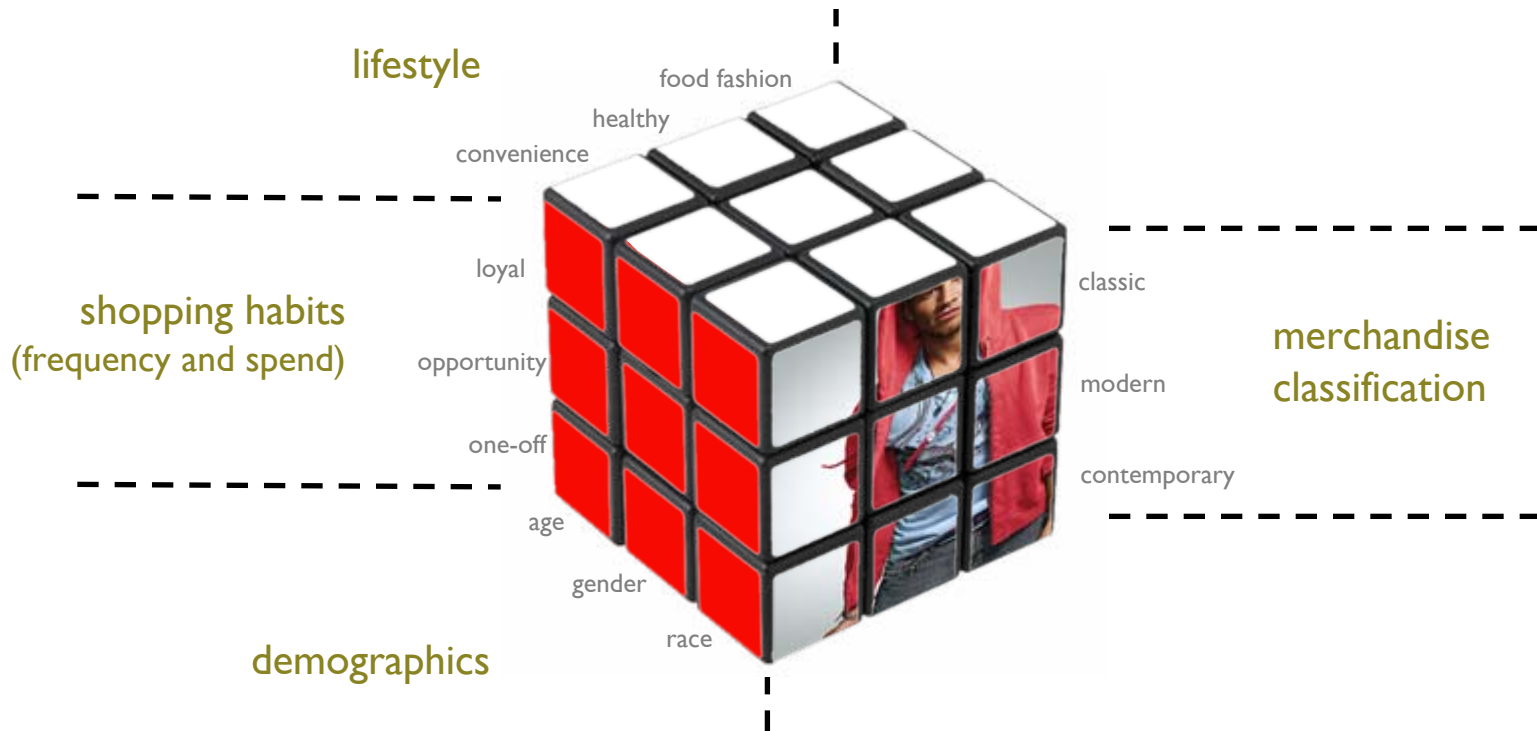 lifestyle
food fashion
healthy
convenience
loyal
shopping habits
(frequency and spend)
opportunity
one-off
classic
modern
merchandise
classification
contemporary
age
gender
race
demographics